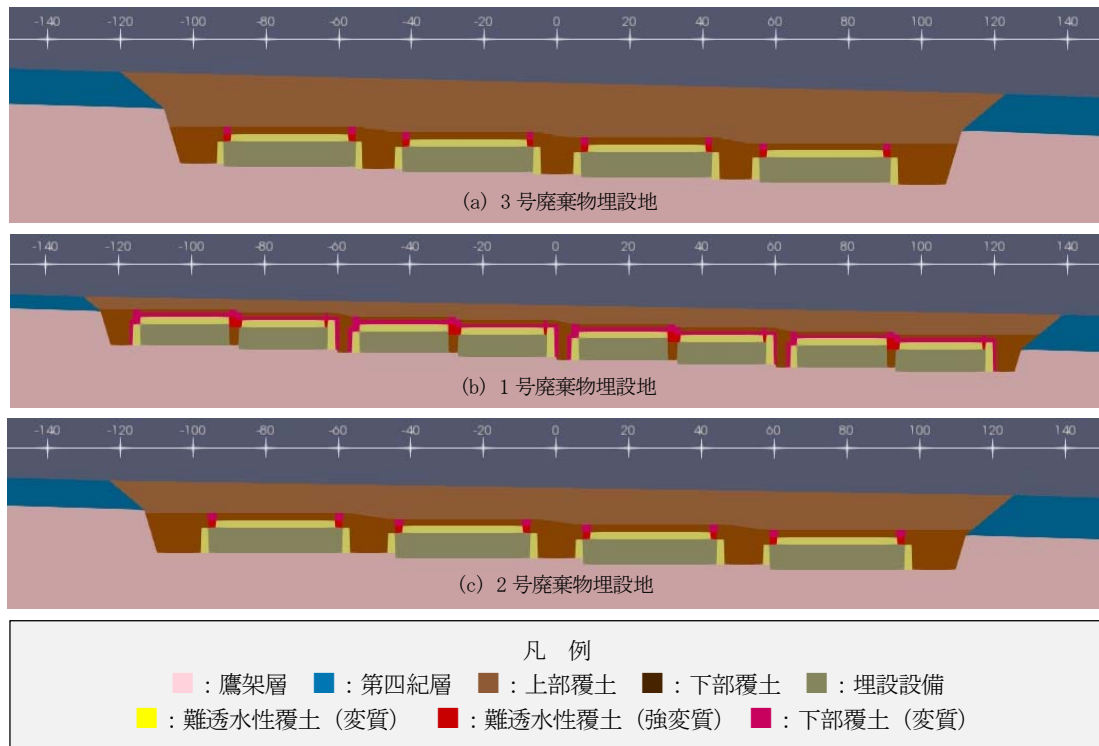 -140 -120 -100 -80 -60 -40 -20 0 20 40 60 80 100 120 140
(a) 3 号廃棄物埋設地
-140 -120 -100 -80 -60 -40 -20 0 20 40 60 80 100 120 140
(b) 1 号廃棄物埋設地
-140 -120 -100 -80 -60 -40 -20 0 20 40 60 80 100 120 140
(c) 2 号廃棄物埋設地
凡 例
：鷹架層 ：第四紀層 ：上部覆土 ：下部覆土 ：埋設設備
：難透水性覆土（変質） ：難透水性覆土（強変質） ：下部覆土（変質）